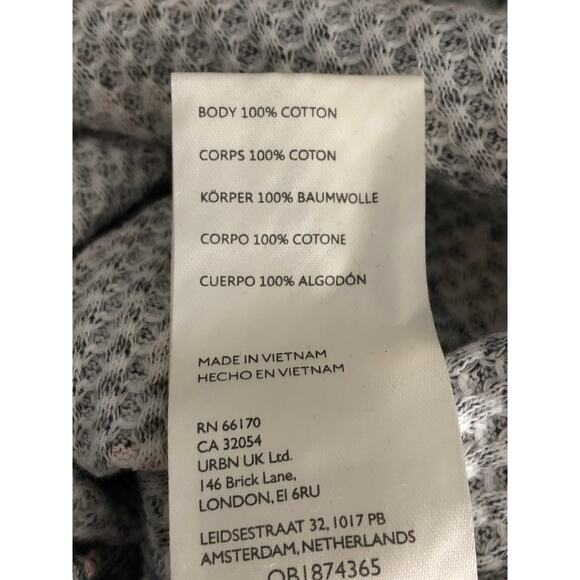 BODY 100% COTTON
CORPS 100% COTON
KÖRPER 100% BAUMWOLLE
CORPO 100% COTONE
CUERPO 100% ALGODÓN
MADE IN VIETNAM
HECHO EN VIETNAM
RN 66170
CA 32054
URBN UK Ltd.
146 Brick Lane,
LONDON, E1 6RU
LEIDSESTRAAT 32, 1017 PB
AMSTERDAM, NETHERLANDS
OB1874365